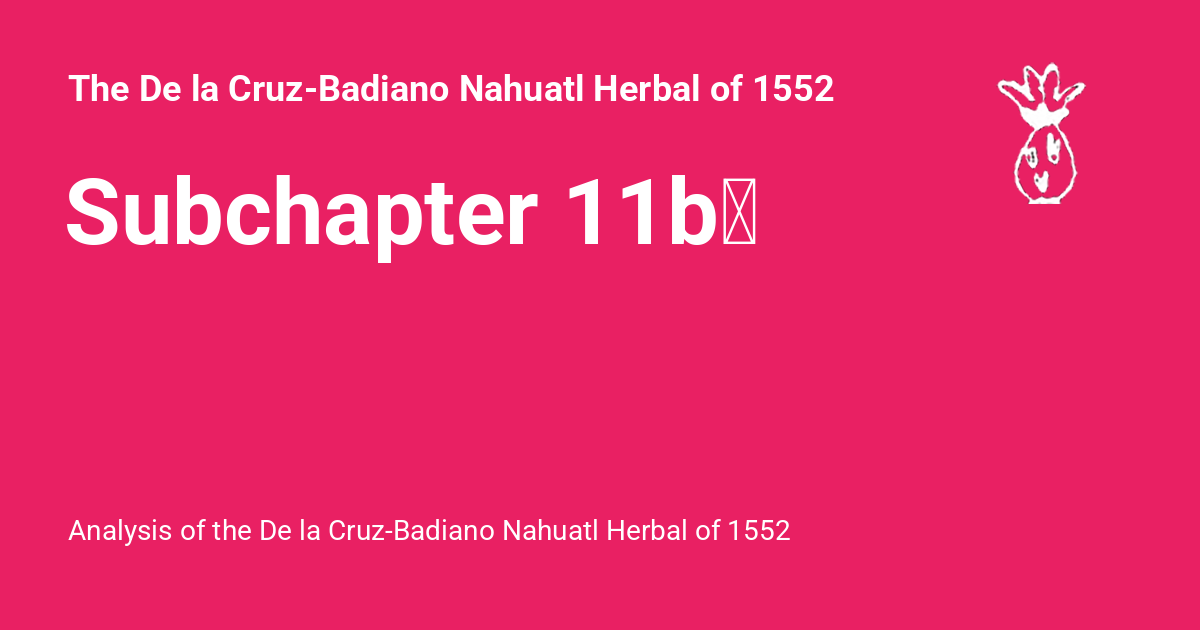 The De la Cruz-Badiano Nahuatl Herbal of 1552
Subchapter 11b
Analysis of the De la Cruz-Badiano Nahuatl Herbal of 1552